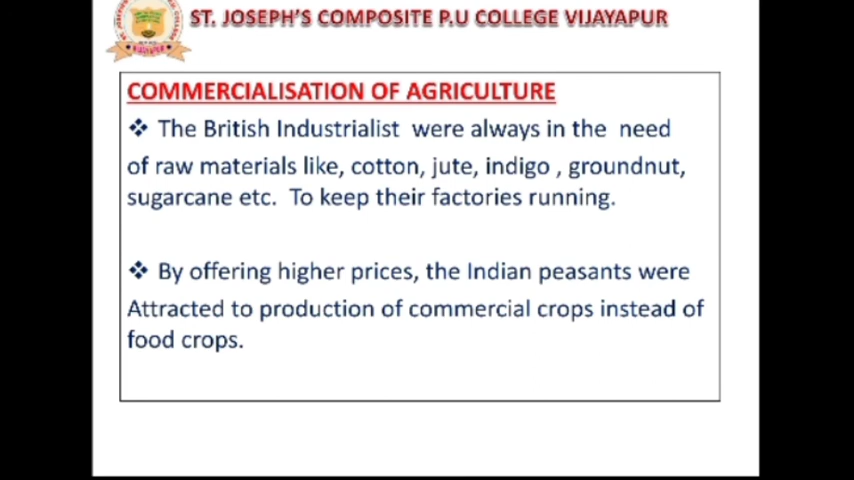 ST. JOSEPH'S COMPOSITE P.U COLLEGE VIJAYAPUR
COMMERCIALISATION OF AGRICULTURE
❖ The British Industrialist were always in the need
of raw materials like, cotton, jute, indigo , groundnut,
sugarcane etc. To keep their factories running.
❖ By offering higher prices, the Indian peasants were
Attracted to production of commercial crops instead of
food crops.